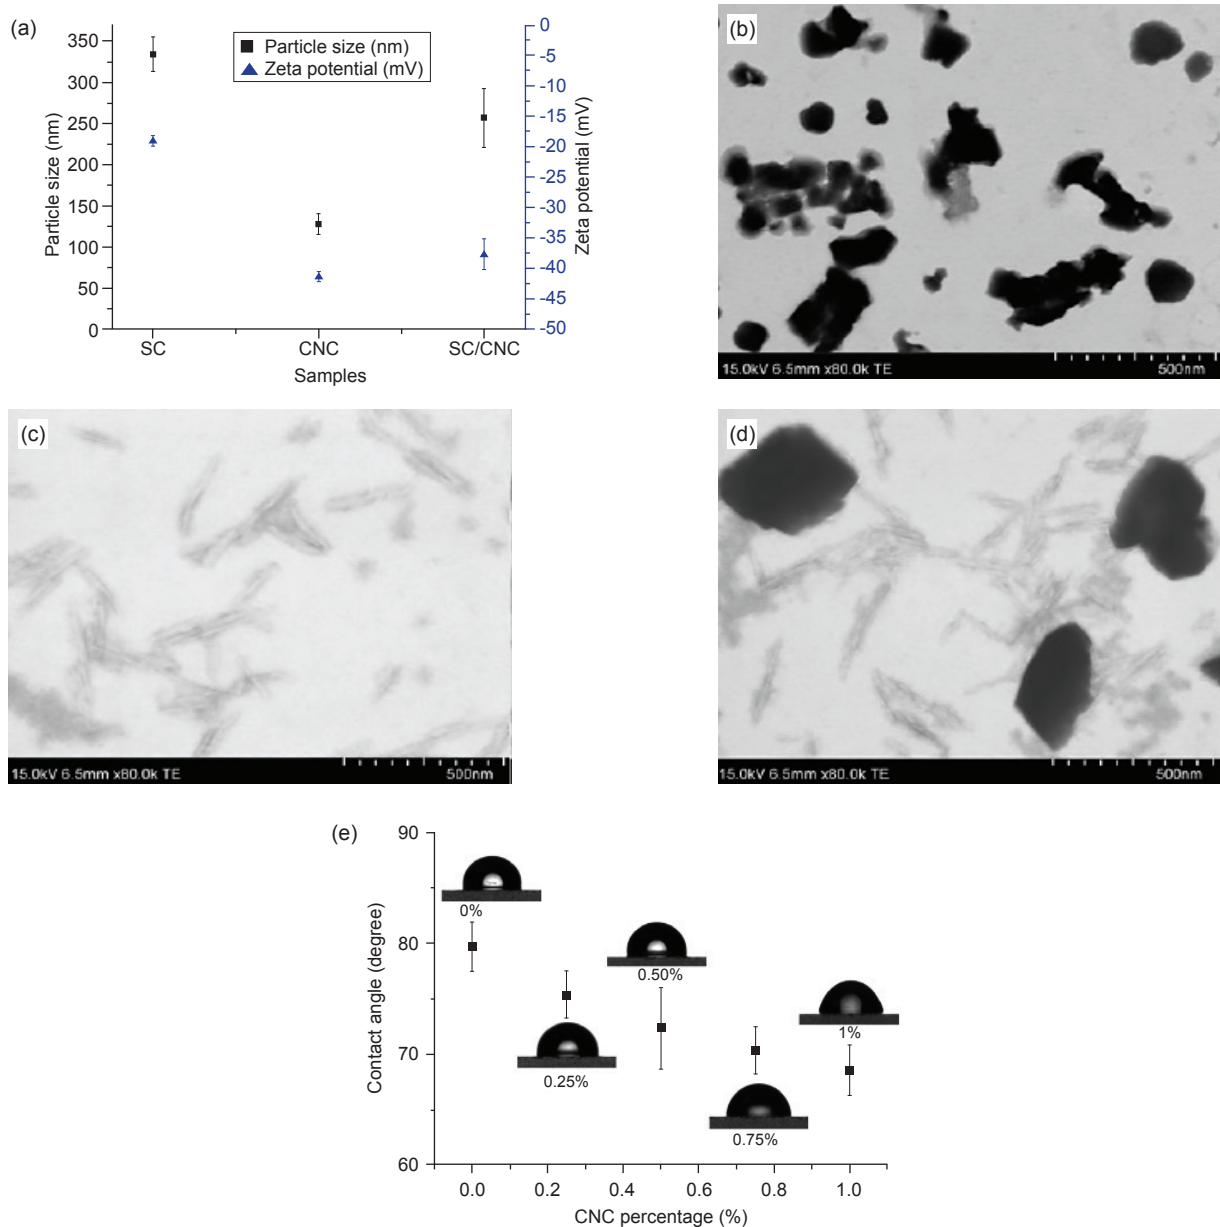 (a)
Particle size (nm)
Zeta potential (mV)
350
300
250
200
150
100
50
0
Particle size (nm)
0
-5
-10
-15
-20
-25
-30
-35
-40
-45
-50
Zeta potential (mV)
SC
CNC
SC/CNC
Samples
(b)
15.0kV 6.5mm x80.0k TE
500nm
(c)
15.0kV 6.5mm x80.0k TE
500nm
(d)
15.0kV 6.5mm x80.0k TE
500nm
(e)
90
80
70
60
Contact angle (degree)
0%
0.25%
0.50%
0.75%
1%
0.0
0.2
0.4
0.6
0.8
1.0
CNC percentage (%)